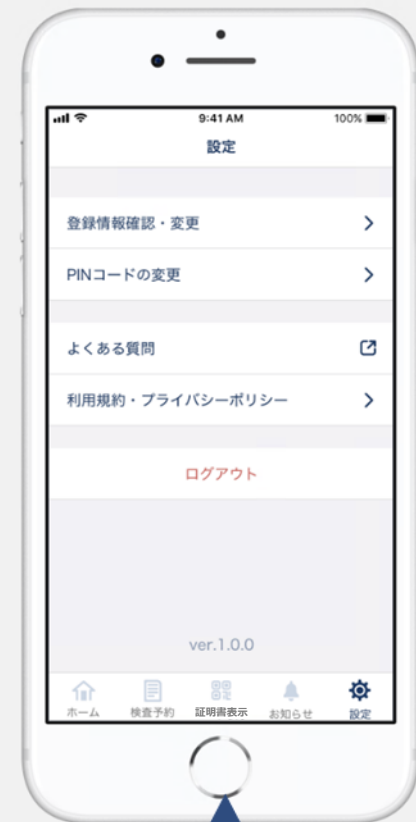 9:41 AM
100%
設定
登録情報確認・変更
PINコードの変更
よくある質問
利用規約・プライバシーポリシー
ログアウト
ver.1.0.0
ホーム
検査予約
証明書表示
お知らせ
設定